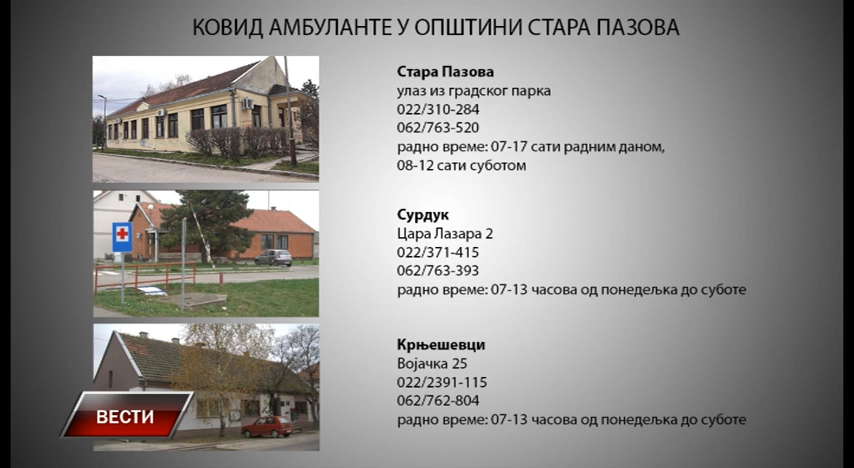 КОВИД АМБУЛАНТЕ У ОПШТИНИ СТАРА ПАЗОВА
Стара Пазова
улаз из градског парка
022/310-284
062/763-520
радно време: 07-17 сати радним даном,
08-12 сати суботом
Сурдук
Цара Лазара 2
022/371-415
062/763-393
радно време: 07-13 часова од понедељка до суботе
Крњешевци
Војачка 25
022/2391-115
062/762-804
радно време: 07-13 часова од понедељка до суботе
ВЕСТИ